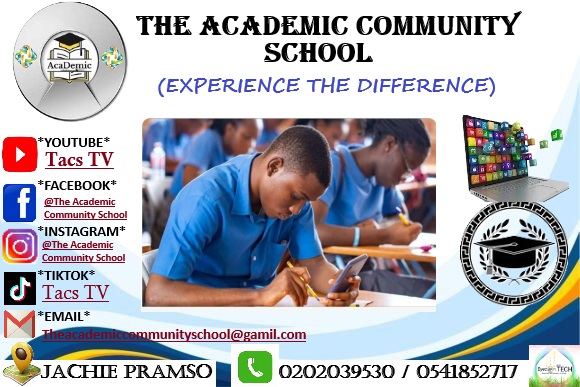 THE ACADEMIC COMMUNITY
SCHOOL
(EXPERIENCE THE DIFFERENCE)
AcaDemic
*YOUTUBE*
Tacs TV
*FACEBOOK*
@The Academic
Community School
*INSTAGRAM*
@The Academic
Community School
*TIKTOK*
Tacs TV
*EMAIL*
Theacademiccommunityschool@gamil.com
JACHIE PRAMSO
0202039530 / 0541852717